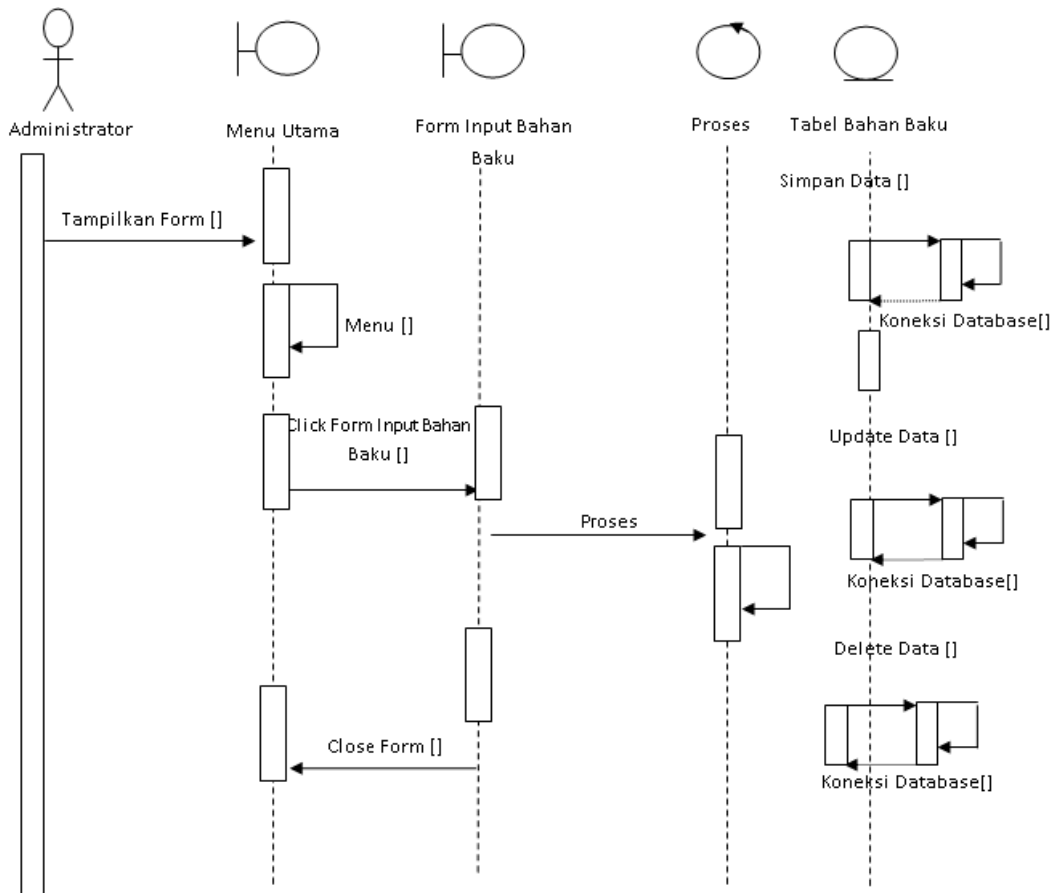 Administrator
Menu Utama
Form Input Bahan
Baku
Proses
Tabel Bahan Baku
Simpan Data []
Tampilkan Form []
Koneksi Database[]
Menu []
Click Form Input Bahan
Baku []
Update Data []
Proses
Koneksi Database[]
Delete Data []
Close Form []
Koneksi Database[]